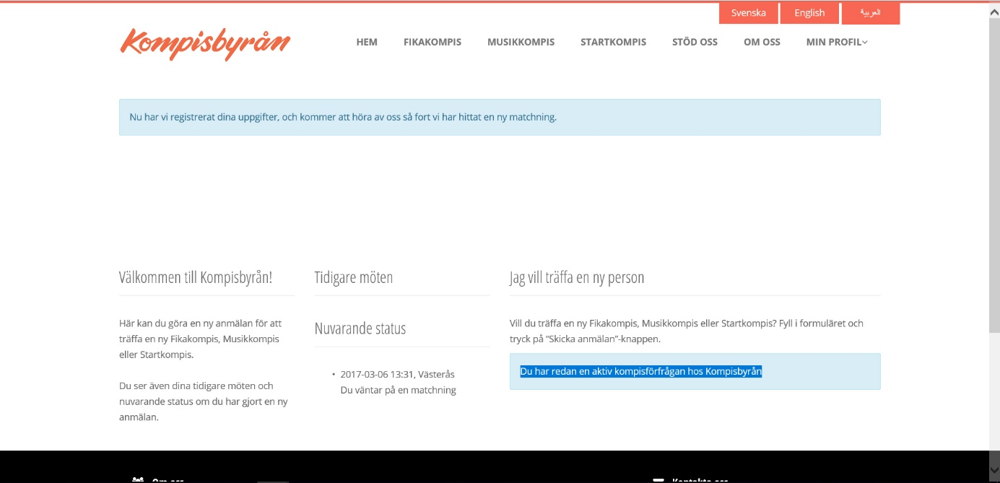 Svenska English العربية
Kompisbyrån
HEM FIKAKOMPIS MUSIKKOMPIS STARTKOMPIS STÖD OSS OM OSS MIN PROFIL
Nu har vi registrerat dina uppgifter, och kommer att höra av oss så fort vi har hittat en ny matchning.
Välkommen till Kompisbyrån!
Här kan du göra en ny anmälan för att
träffa en ny Fikakompis, Musikkompis
eller Startkompis.
Du ser även dina tidigare möten och
nuvarande status om du har gjort en ny
anmälan.
Tidigare möten
Nuvarande status
• 2017-03-06 13:31, Västerås
Du väntar på en matchning
Jag vill träffa en ny person
Vill du träffa en ny Fikakompis, Musikkompis eller Startkompis? Fyll i formuläret och
tryck på ”Skicka anmälan”-knappen.
Du har redan en aktiv kompisförfrågan hos Kompisbyrån
Om oss
Kontakta oss